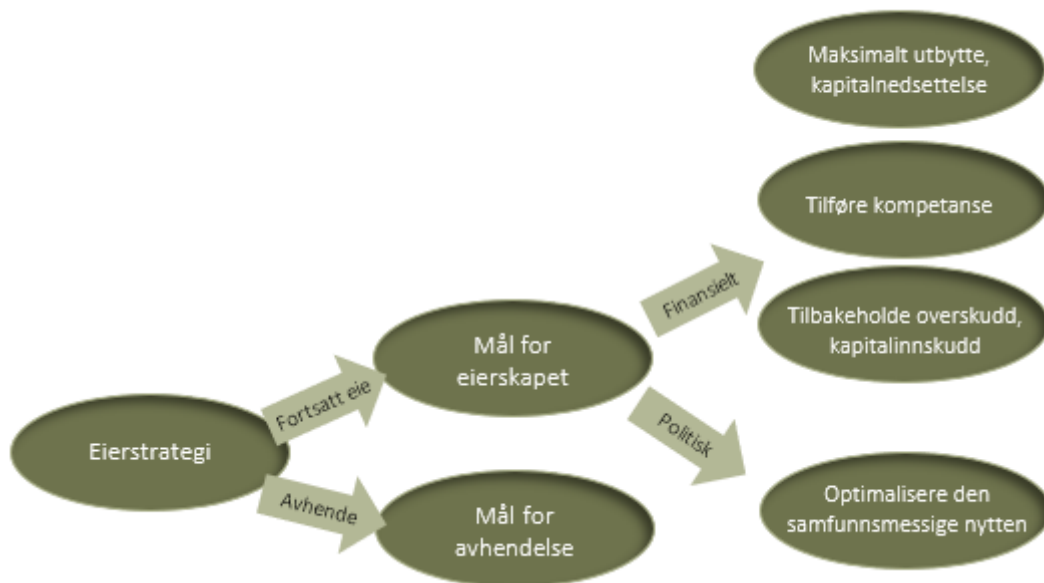 Maksimalt utbytte,
kapitalnedsettelse
Tilføre kompetanse
Finansielt
Tilbakeholde overskudd,
kapitalinnskudd
Mål for
eierskapet
Fortsatt eie
Politisk
Eierstrategi
Avhende
Mål for
avhendelse
Optimalisere den
samfunnsmessige nytten